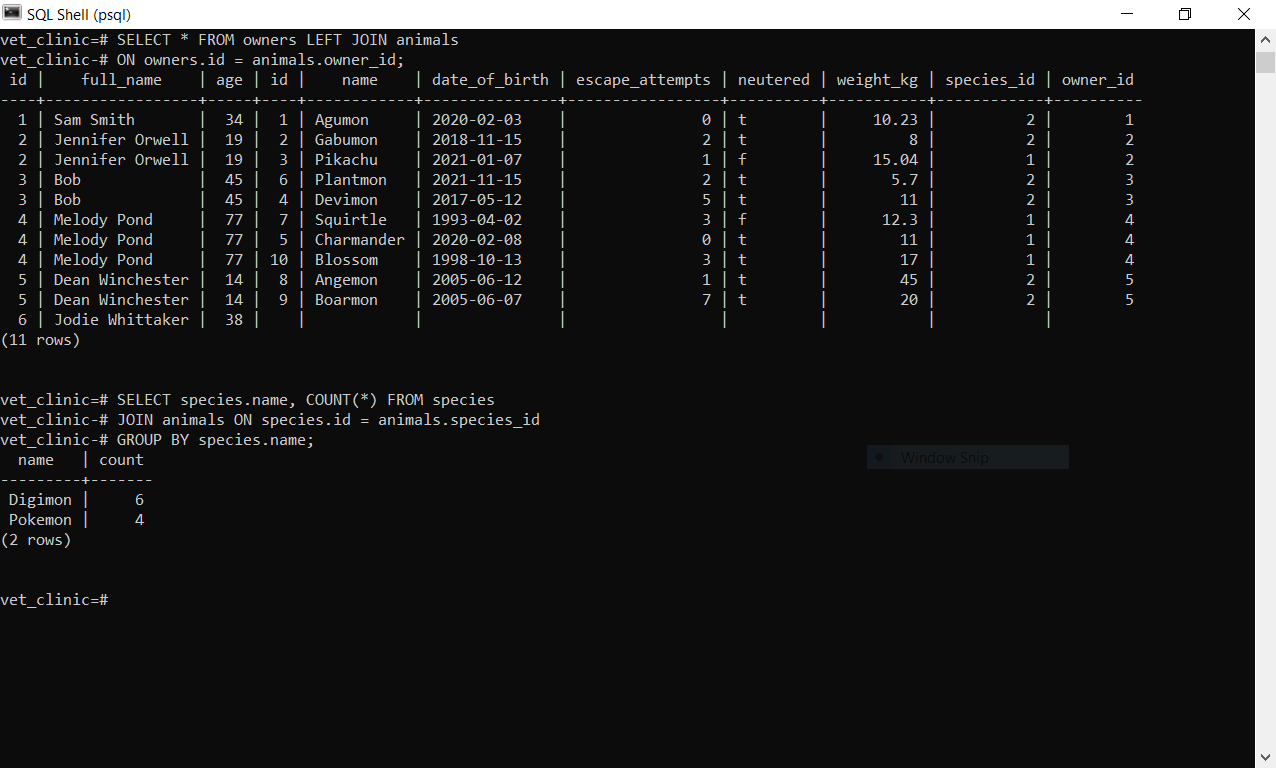 SQL Shell (psql)
vet_clinic=# SELECT * FROM owners LEFT JOIN animals
vet_clinic-# ON owners.id = animals.owner_id;
 id |    full_name    | age | id |    name    | date_of_birth | escape_attempts | neutered | weight_kg | species_id | owner_id
----+-----------------+-----+----+------------+---------------+-----------------+----------+-----------+------------+----------
  1 | Sam Smith       |  34 |  1 | Agumon     | 2020-02-03    |               0 | t        |     10.23 |          2 |        1
  2 | Jennifer Orwell |  19 |  2 | Gabumon    | 2018-11-15    |               2 | t        |         8 |          2 |        2
  2 | Jennifer Orwell |  19 |  3 | Pikachu    | 2021-01-07    |               1 | f        |     15.04 |          1 |        2
  3 | Bob             |  45 |  6 | Plantmon   | 2021-11-15    |               2 | t        |       5.7 |          2 |        3
  3 | Bob             |  45 |  4 | Devimon    | 2017-05-12    |               5 | t        |        11 |          2 |        3
  4 | Melody Pond     |  77 |  7 | Squirtle   | 1993-04-02    |               3 | f        |      12.3 |          1 |        4
  4 | Melody Pond     |  77 |  5 | Charmander | 2020-02-08    |               0 | t        |        11 |          1 |        4
  4 | Melody Pond     |  77 | 10 | Blossom    | 1998-10-13    |               3 | t        |        17 |          1 |        4
  5 | Dean Winchester |  14 |  8 | Angemon    | 2005-06-12    |               1 | t        |        45 |          2 |        5
  5 | Dean Winchester |  14 |  9 | Boarmon    | 2005-06-07    |               7 | t        |        20 |          2 |        5
  6 | Jodie Whittaker |  38 |    |            |               |                 |          |           |            |
(11 rows)
vet_clinic=# SELECT species.name, COUNT(*) FROM species
vet_clinic-# JOIN animals ON species.id = animals.species_id
vet_clinic-# GROUP BY species.name;
  name   | count
---------+-------
 Digimon |     6
 Pokemon |     4
(2 rows)
Window Snip
vet_clinic=#